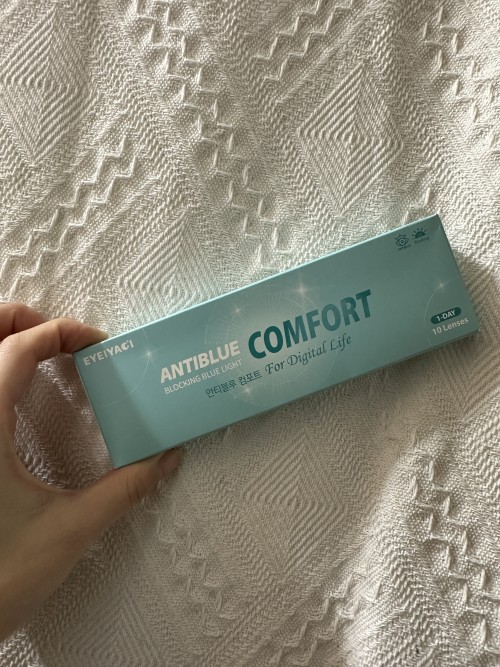 EYEIYAGI
ANTIBLUE COMFORT
BLOCKING BLUE LIGHT
안티블루 컴포트 For Digital Life
1-DAY
10 Lenses